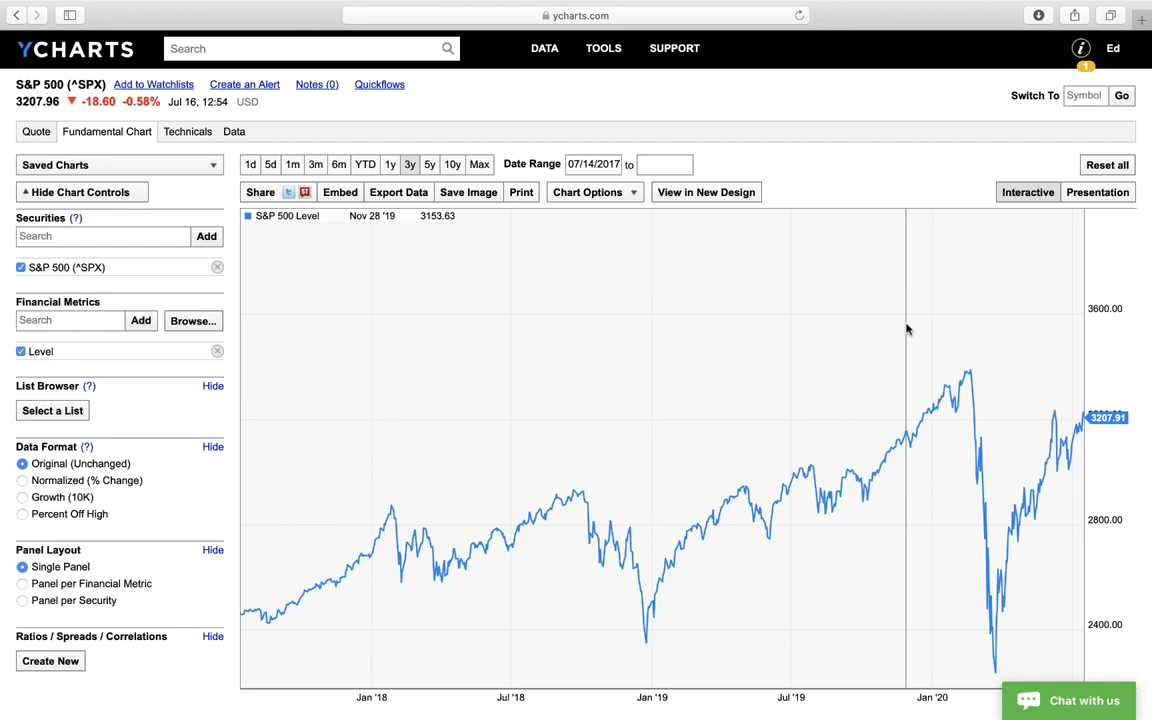 ycharts.com
YCHARTS
Search
DATA
TOOLS
SUPPORT
i
Ed
1
S&P 500 (^SPX)
Add to Watchlists
Create an Alert
Notes (0)
Quickflows
3207.96 ▼ -18.60 -0.58% Jul 16, 12:54 USD
Switch To
Symbol
Go
Quote
Fundamental Chart
Technicals
Data
Saved Charts
1d 5d 1m 3m 6m YTD 1y 3y 5y 10y Max
Date Range 07/14/2017 to
Reset all
Hide Chart Controls
Share
ST
Embed
Export Data
Save Image
Print
Chart Options
View in New Design
Interactive
Presentation
Securities (?)
Search
Add
S&P 500 (^SPX)
Financial Metrics
Search
Add
Browse...
Level
List Browser (?)
Hide
Select a List
Data Format (?)
Hide
Original (Unchanged)
Normalized (% Change)
Growth (10K)
Percent Off High
Panel Layout
Hide
Single Panel
Panel per Financial Metric
Panel per Security
Ratios / Spreads / Correlations
Hide
Create New
S&P 500 Level Nov 28 '19 3153.63
3600.00
3207.91
2800.00
2400.00
Jan '18
Jul '18
Jan '19
Jul '19
Jan '20
Chat with us